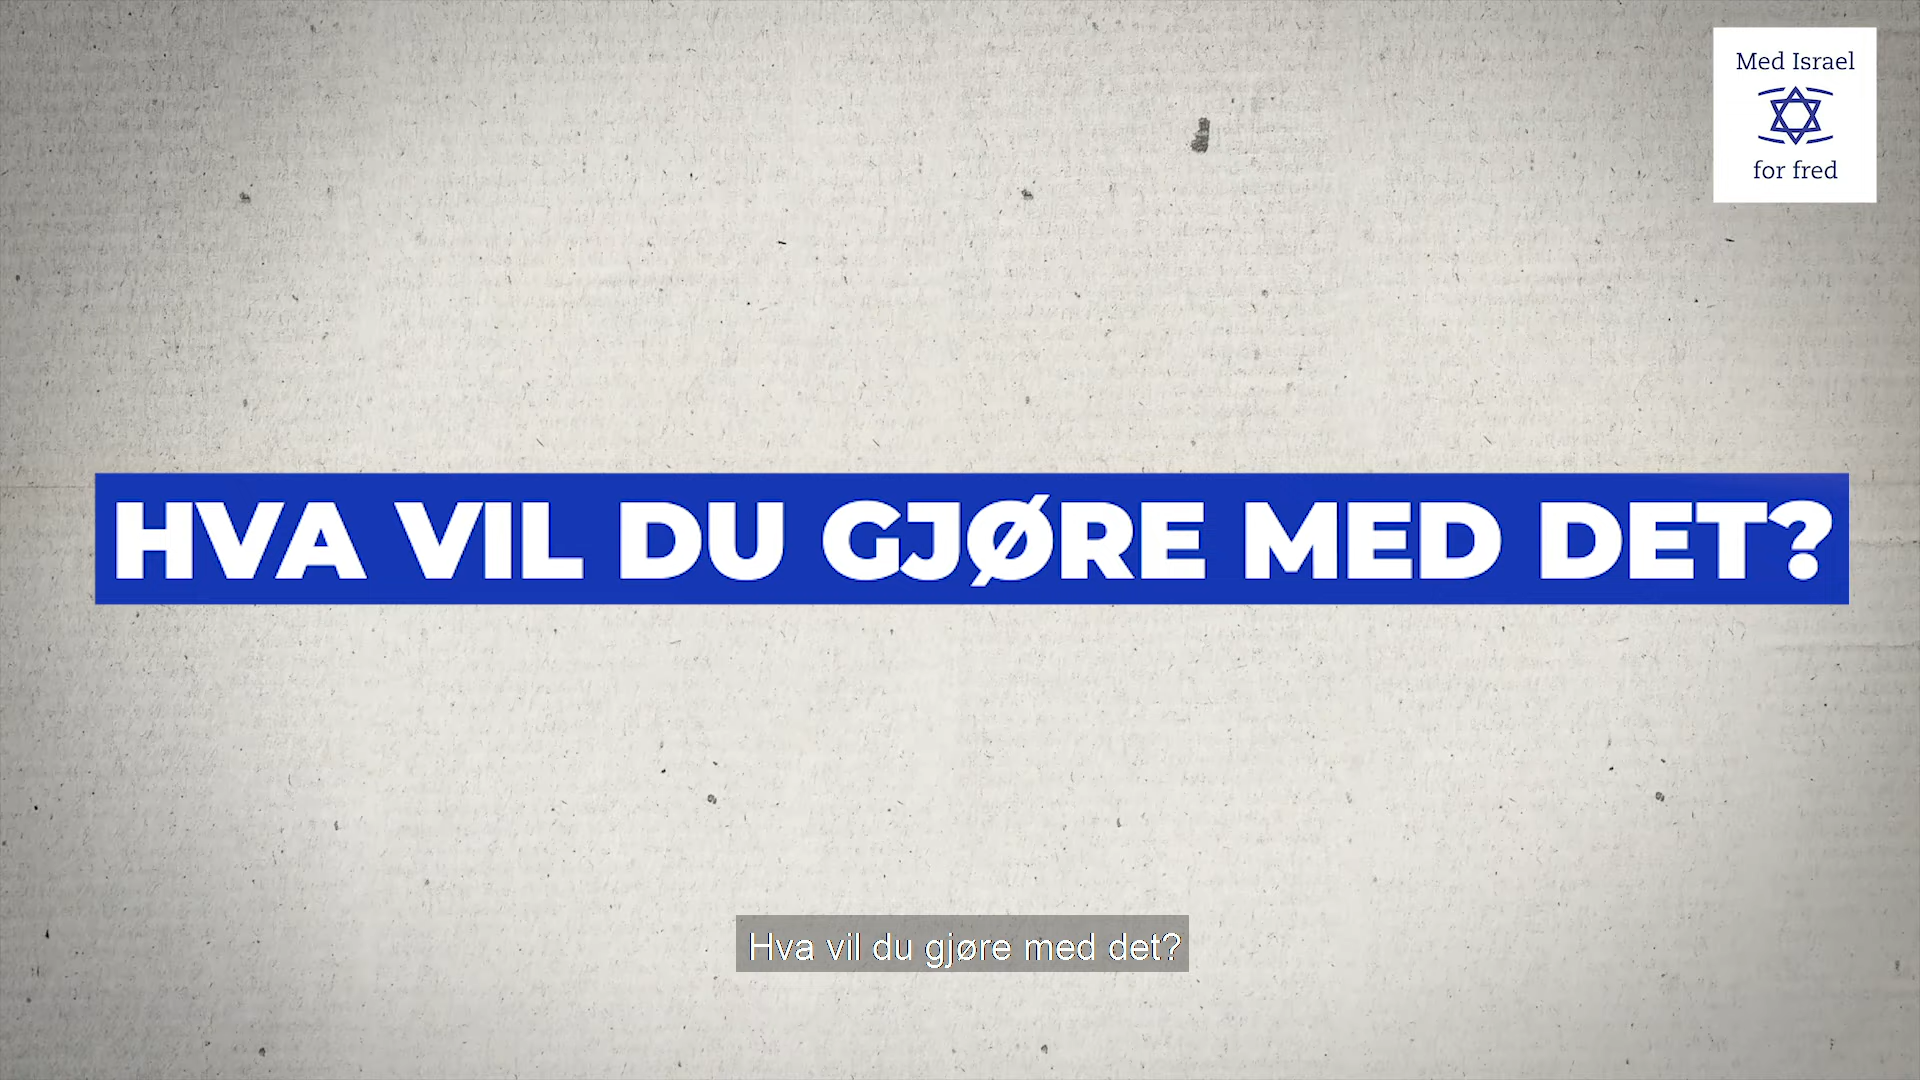 Med Israel
for fred
HVA VIL DU GJØRE MED DET?
Hva vil du gjøre med det?